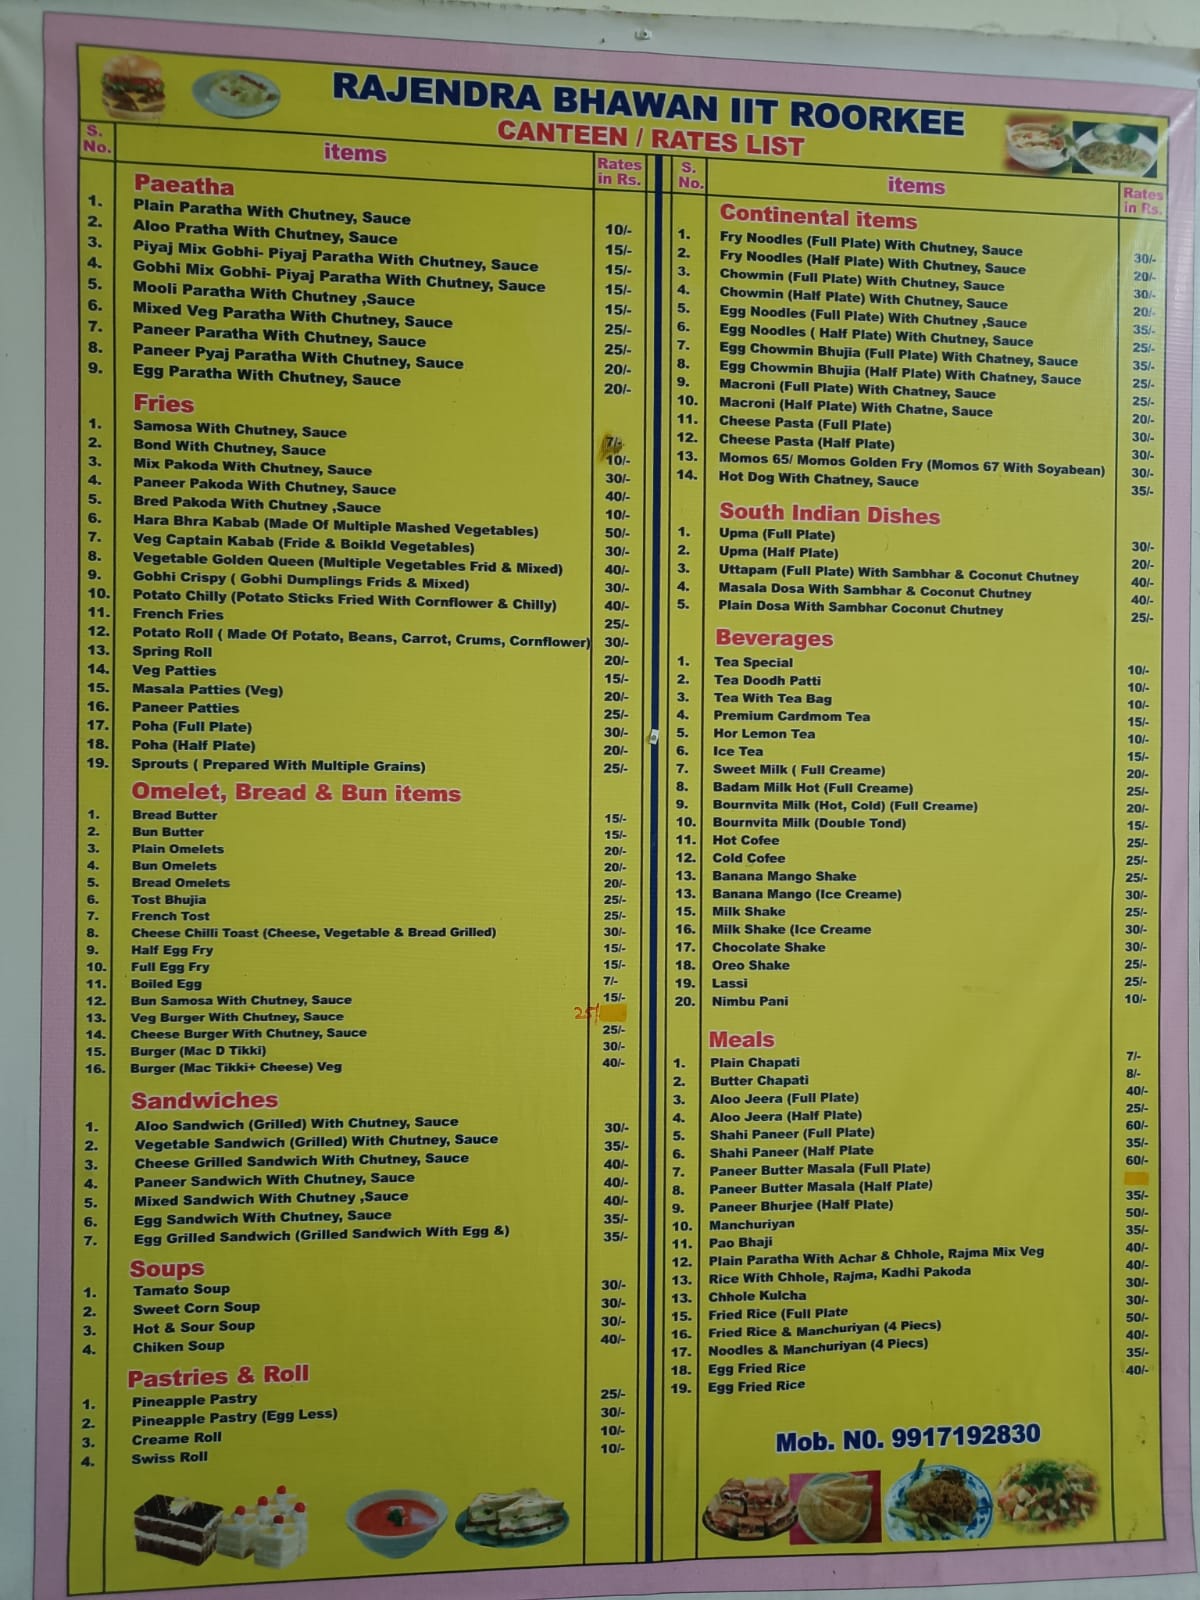 RAJENDRA BHAWAN IIT ROORKEE
CANTEEN / RATES LIST
S. No. items Rates in Rs.
Paeatha
1. Plain Paratha With Chutney, Sauce 10/-
2. Aloo Pratha With Chutney, Sauce 15/-
3. Piyaj Mix Gobhi- Piyaj Paratha With Chutney, Sauce 15/-
4. Gobhi Mix Gobhi- Piyaj Paratha With Chutney, Sauce 15/-
5. Mooli Paratha With Chutney ,Sauce 15/-
6. Mixed Veg Paratha With Chutney, Sauce 25/-
7. Paneer Paratha With Chutney, Sauce 25/-
8. Paneer Pyaj Paratha With Chutney, Sauce 20/-
9. Egg Paratha With Chutney, Sauce 20/-
Fries
1. Samosa With Chutney, Sauce 7/-
2. Bond With Chutney, Sauce 10/-
3. Mix Pakoda With Chutney, Sauce 30/-
4. Paneer Pakoda With Chutney, Sauce 40/-
5. Bred Pakoda With Chutney ,Sauce 10/-
6. Hara Bhra Kabab (Made Of Multiple Mashed Vegetables) 50/-
7. Veg Captain Kabab (Fride & Boikld Vegetables) 30/-
8. Vegetable Golden Queen (Multiple Vegetables Frid & Mixed) 40/-
9. Gobhi Crispy ( Gobhi Dumplings Frids & Mixed) 30/-
10. Potato Chilly (Potato Sticks Fried With Cornflower & Chilly) 40/-
11. French Fries 25/-
12. Potato Roll ( Made Of Potato, Beans, Carrot, Crums, Cornflower) 30/-
13. Spring Roll 20/-
14. Veg Patties 15/-
15. Masala Patties (Veg) 20/-
16. Paneer Patties 25/-
17. Poha (Full Plate) 30/-
18. Poha (Half Plate) 20/-
19. Sprouts ( Prepared With Multiple Grains) 25/-
Omelet, Bread & Bun items
1. Bread Butter 15/-
2. Bun Butter 15/-
3. Plain Omelets 20/-
4. Bun Omelets 20/-
5. Bread Omelets 20/-
6. Tost Bhujia 25/-
7. French Tost 25/-
8. Cheese Chilli Toast (Cheese, Vegetable & Bread Grilled) 30/-
9. Half Egg Fry 15/-
10. Full Egg Fry 15/-
11. Boiled Egg 7/-
12. Bun Samosa With Chutney, Sauce 15/-
13. Veg Burger With Chutney, Sauce 25/
14. Cheese Burger With Chutney, Sauce 25/-
15. Burger (Mac D Tikki) 30/-
16. Burger (Mac Tikki+ Cheese) Veg 40/-
Sandwiches
1. Aloo Sandwich (Grilled) With Chutney, Sauce 30/-
2. Vegetable Sandwich (Grilled) With Chutney, Sauce 35/-
3. Cheese Grilled Sandwich With Chutney, Sauce 40/-
4. Paneer Sandwich With Chutney, Sauce 40/-
5. Mixed Sandwich With Chutney ,Sauce 40/-
6. Egg Sandwich With Chutney, Sauce 35/-
7. Egg Grilled Sandwich (Grilled Sandwich With Egg &) 35/-
Soups
1. Tamato Soup 30/-
2. Sweet Corn Soup 30/-
3. Hot & Sour Soup 30/-
4. Chiken Soup 40/-
Pastries & Roll
1. Pineapple Pastry 25/-
2. Pineapple Pastry (Egg Less) 30/-
3. Creame Roll 10/-
4. Swiss Roll 10/-
S. No. items Rates in Rs.
Continental items
1. Fry Noodles (Full Plate) With Chutney, Sauce 30/-
2. Fry Noodles (Half Plate) With Chutney, Sauce 20/-
3. Chowmin (Full Plate) With Chutney, Sauce 30/-
4. Chowmin (Half Plate) With Chutney, Sauce 20/-
5. Egg Noodles (Full Plate) With Chutney ,Sauce 35/-
6. Egg Noodles ( Half Plate) With Chutney, Sauce 25/-
7. Egg Chowmin Bhujia (Full Plate) With Chatney, Sauce 35/-
8. Egg Chowmin Bhujia (Half Plate) With Chatney, Sauce 25/-
9. Macroni (Full Plate) With Chatney, Sauce 25/-
10. Macroni (Half Plate) With Chatne, Sauce 20/-
11. Cheese Pasta (Full Plate) 30/-
12. Cheese Pasta (Half Plate) 30/-
13. Momos 65/ Momos Golden Fry (Momos 67 With Soyabean) 30/-
14. Hot Dog With Chatney, Sauce 35/-
South Indian Dishes
1. Upma (Full Plate) 30/-
2. Upma (Half Plate) 20/-
3. Uttapam (Full Plate) With Sambhar & Coconut Chutney 40/-
4. Masala Dosa With Sambhar & Coconut Chutney 40/-
5. Plain Dosa With Sambhar Coconut Chutney 25/-
Beverages
1. Tea Special 10/-
2. Tea Doodh Patti 10/-
3. Tea With Tea Bag 10/-
4. Premium Cardmom Tea 15/-
5. Hor Lemon Tea 10/-
6. Ice Tea 15/-
7. Sweet Milk ( Full Creame) 20/-
8. Badam Milk Hot (Full Creame) 25/-
9. Bournvita Milk (Hot, Cold) (Full Creame) 20/-
10. Bournvita Milk (Double Tond) 15/-
11. Hot Cofee 25/-
12. Cold Cofee 25/-
13. Banana Mango Shake 25/-
13. Banana Mango (Ice Creame) 30/-
15. Milk Shake 25/-
16. Milk Shake (Ice Creame 30/-
17. Chocolate Shake 30/-
18. Oreo Shake 25/-
19. Lassi 25/-
20. Nimbu Pani 10/-
Meals
1. Plain Chapati 7/-
2. Butter Chapati 8/-
3. Aloo Jeera (Full Plate) 40/-
4. Aloo Jeera (Half Plate) 25/-
5. Shahi Paneer (Full Plate) 60/-
6. Shahi Paneer (Half Plate 35/-
7. Paneer Butter Masala (Full Plate) 60/-
8. Paneer Butter Masala (Half Plate)
9. Paneer Bhurjee (Half Plate) 35/-
10. Manchuriyan 50/-
11. Pao Bhaji 35/-
12. Plain Paratha With Achar & Chhole, Rajma Mix Veg 40/-
13. Rice With Chhole, Rajma, Kadhi Pakoda 40/-
13. Chhole Kulcha 30/-
15. Fried Rice (Full Plate 30/-
16. Fried Rice & Manchuriyan (4 Piecs) 50/-
17. Noodles & Manchuriyan (4 Piecs) 40/-
18. Egg Fried Rice 35/-
19. Egg Fried Rice 40/-
Mob. N0. 9917192830